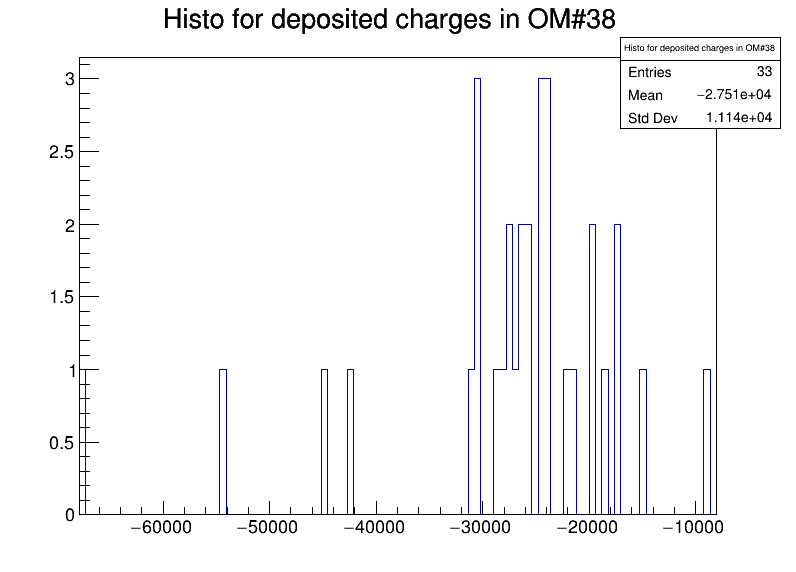 Histo for deposited charges in OM#38
Histo for deposited charges in OM#38
Entries 33
Mean −2.751e+04
Std Dev 1.114e+04
3
2.5
2
1.5
1
0.5
0
−60000 −50000 −40000 −30000 −20000 −10000